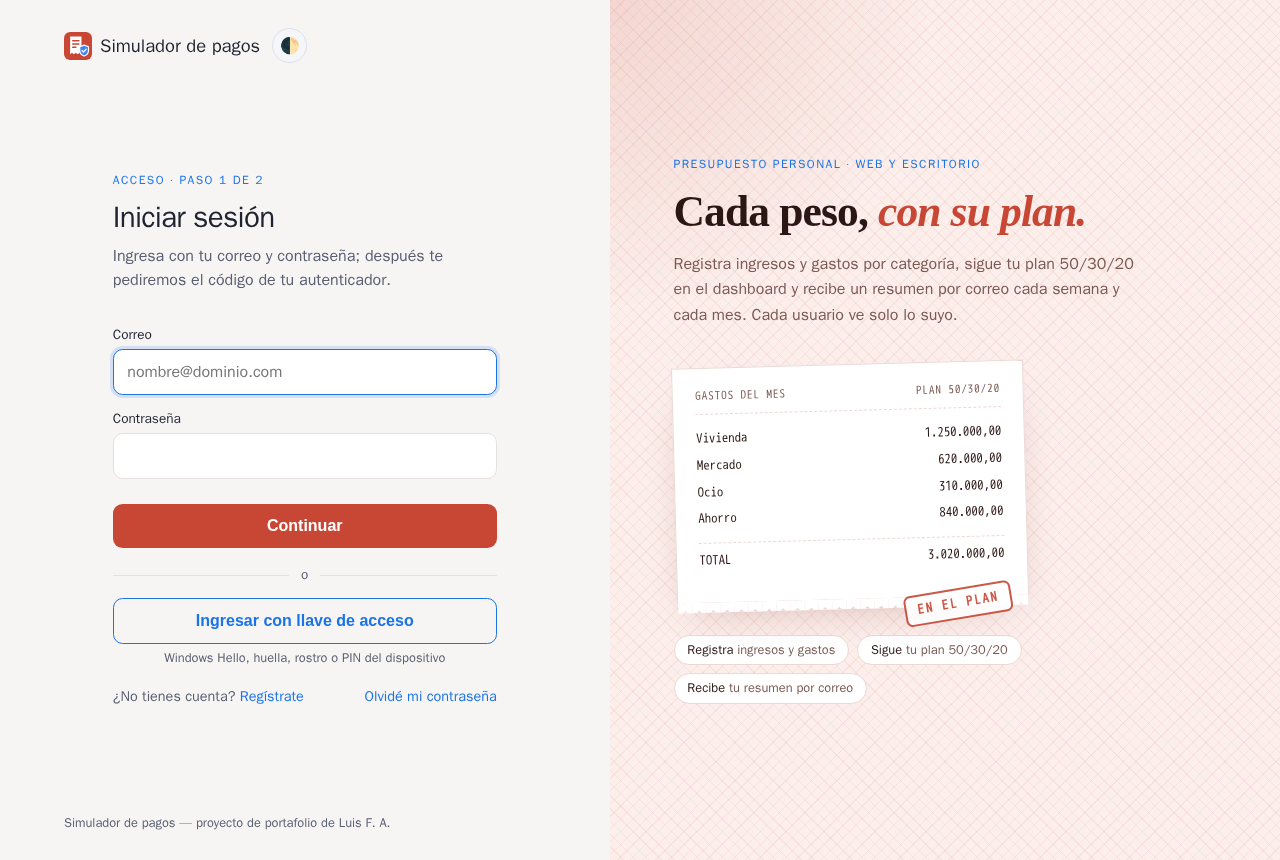 Simulador de pagos
ACCESO · PASO 1 DE 2
Iniciar sesión
Ingresa con tu correo y contraseña; después te
pediremos el código de tu autenticador.
Correo
nombre@dominio.com
Contraseña
Continuar
o
Ingresar con llave de acceso
Windows Hello, huella, rostro o PIN del dispositivo
¿No tienes cuenta? Regístrate
Olvidé mi contraseña
Simulador de pagos — proyecto de portafolio de Luis F. A.
PRESUPUESTO PERSONAL · WEB Y ESCRITORIO
Cada peso, con su plan.
Registra ingresos y gastos por categoría, sigue tu plan 50/30/20
en el dashboard y recibe un resumen por correo cada semana y
cada mes. Cada usuario ve solo lo suyo.
GASTOS DEL MES PLAN 50/30/20
Vivienda 1.250.000,00
Mercado 620.000,00
Ocio 310.000,00
Ahorro 840.000,00
TOTAL 3.020.000,00
EN EL PLAN
Registra ingresos y gastos
Sigue tu plan 50/30/20
Recibe tu resumen por correo